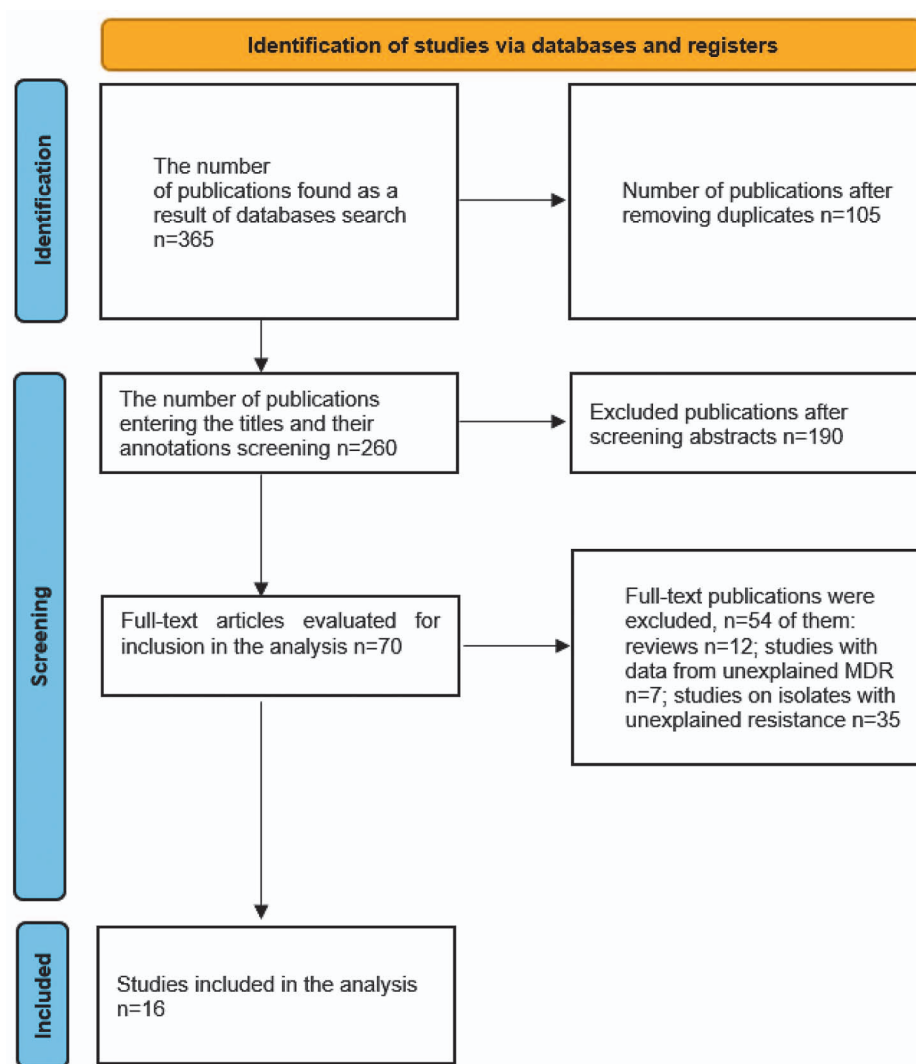 Identification of studies via databases and registers
Identification
The number
of publications found as a
result of databases search
n=365
Number of publications after
removing duplicates n=105
Screening
The number of publications
entering the titles and their
annotations screening n=260
Excluded publications after
screening abstracts n=190
Full-text articles evaluated for
inclusion in the analysis n=70
Full-text publications were
excluded, n=54 of them:
reviews n=12; studies with
data from unexplained MDR
n=7; studies on isolates with
unexplained resistance n=35
Included
Studies included in the analysis
n=16